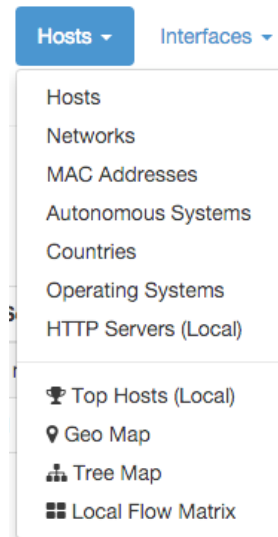 Hosts Interfaces
Hosts
Networks
MAC Addresses
Autonomous Systems
Countries
Operating Systems
HTTP Servers (Local)
Top Hosts (Local)
Geo Map
Tree Map
Local Flow Matrix